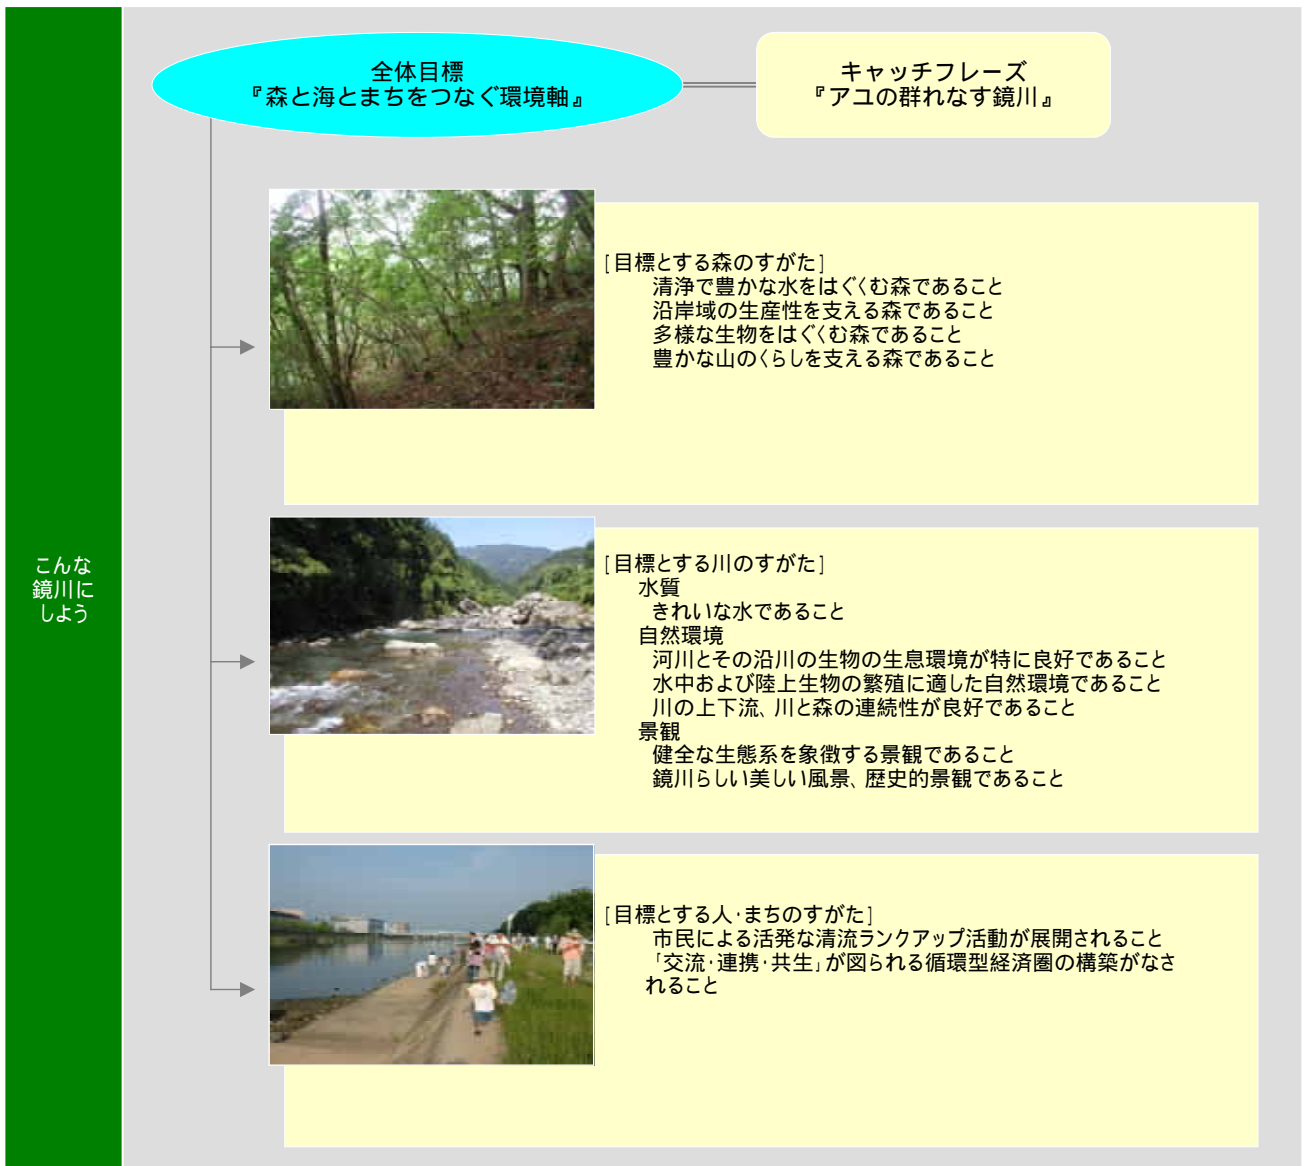 全体目標
『森と海とまちをつなぐ環境軸』
キャッチフレーズ
『アユの群れなす鏡川』
[目標とする森のすがた]
清浄で豊かな水をはぐくむ森であること
沿岸域の生産性を支える森であること
多様な生物をはぐくむ森であること
豊かな山のくらしを支える森であること
こんな
鏡川に
しよう
[目標とする川のすがた]
水質
きれいな水であること
自然環境
河川とその沿川の生物の生息環境が特に良好であること
水中および陸上生物の繁殖に適した自然環境であること
川の上下流、川と森の連続性が良好であること
景観
健全な生態系を象徴する景観であること
鏡川らしい美しい風景、歴史的景観であること
[目標とする人・まちのすがた]
市民による活発な清流ランクアップ活動が展開されること
「交流・連携・共生」が図られる循環型経済圏の構築がなさ
れること